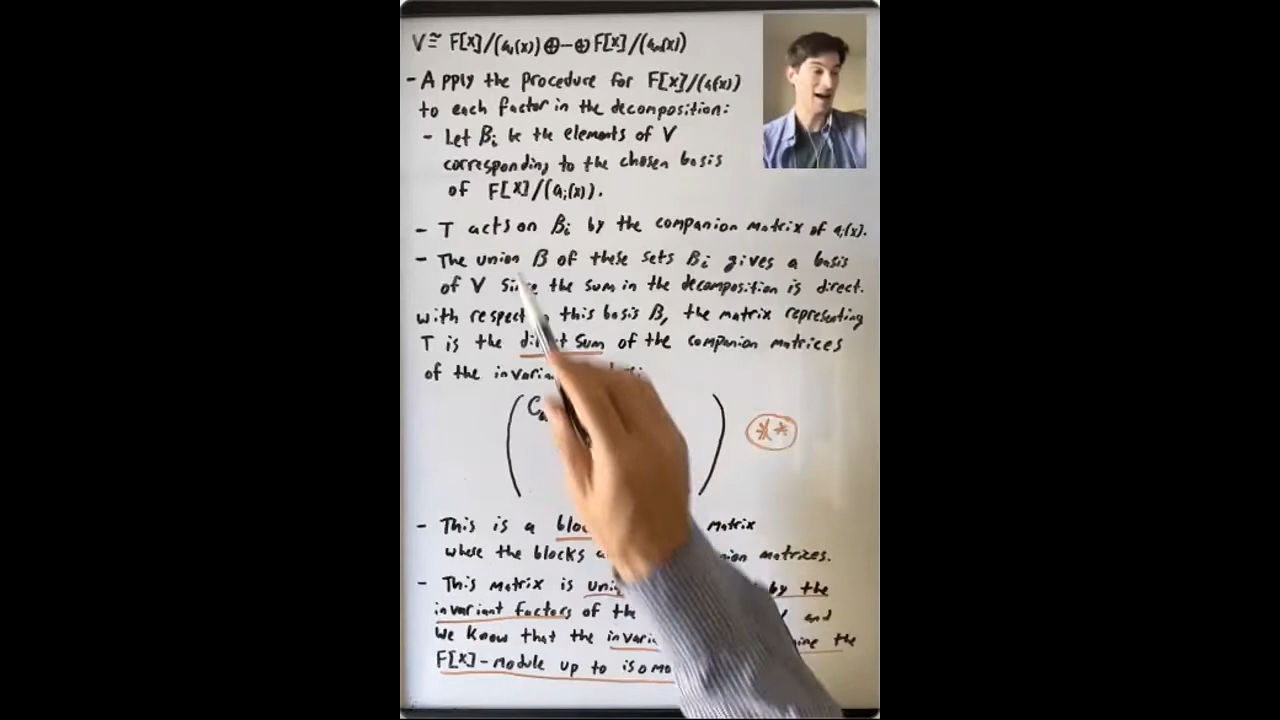 V ≅ F[x]/(a₁(x)) ⊕ ⋯ ⊕ F[x]/(aₘ(x))
- Apply the procedure for F[x]/(a(x))
to each factor in the decomposition:
- Let Bᵢ be the elements of V
corresponding to the chosen basis
of F[x]/(aᵢ(x)).
- T acts on Bᵢ by the companion matrix of aᵢ(x).
- The union B of these sets Bᵢ gives a basis
of V since the sum in the decomposition is direct.
with respect this basis B, the matrix representing
T is the direct sum of the companion matrices
of the
**
- This is a matrix
where the blocks matrices.
- This matrix is by the
invariant factors of the and
we know that the the
F[x]-module up to